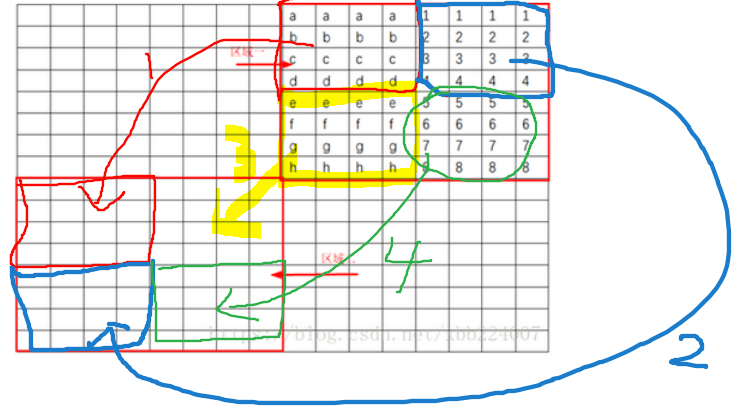 a a a a 1 1 1 1
b b b b 2 2 2 2
1
区域一
c c c c 3 3 3 3
d d d d 4 4 4 4
e e e e 5 5 5 5
f f f f 6 6 6 6
3
g g g g 7 7 7 7
h h h h 8 8 8 8
4
区域二
https://blog.csdn.net/xbb224007
2